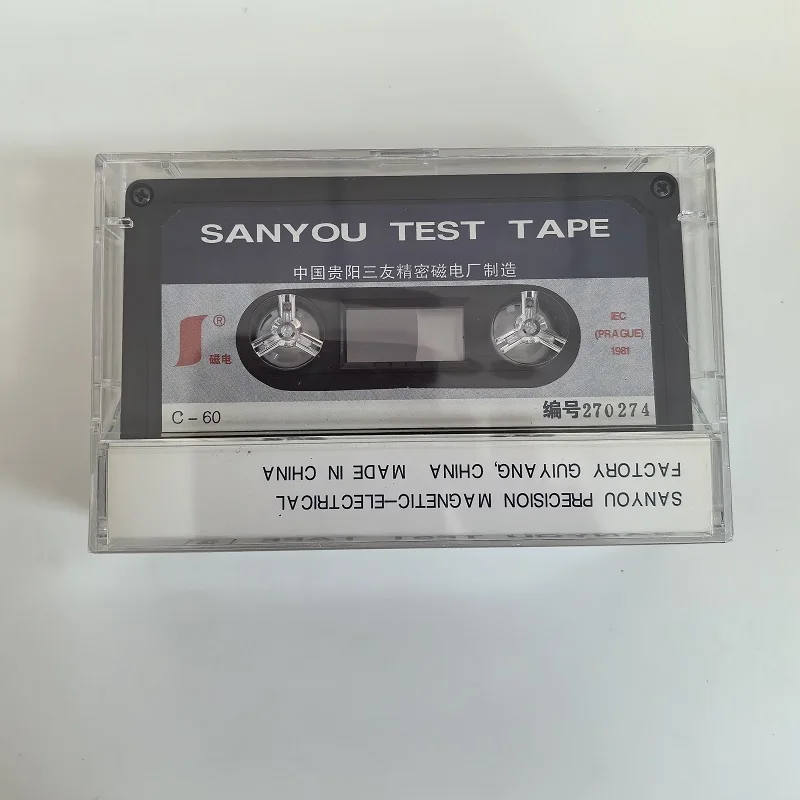 SANYOU TEST TAPE
中国贵阳三友精密磁电厂制造
®
磁电
IEC
(PRAGUE)
1981
C-60
编号270274
SANYOU PRECISION MAGNETIC-ELECTRICAL
FACTORY GUIYANG, CHINA MADE IN CHINA